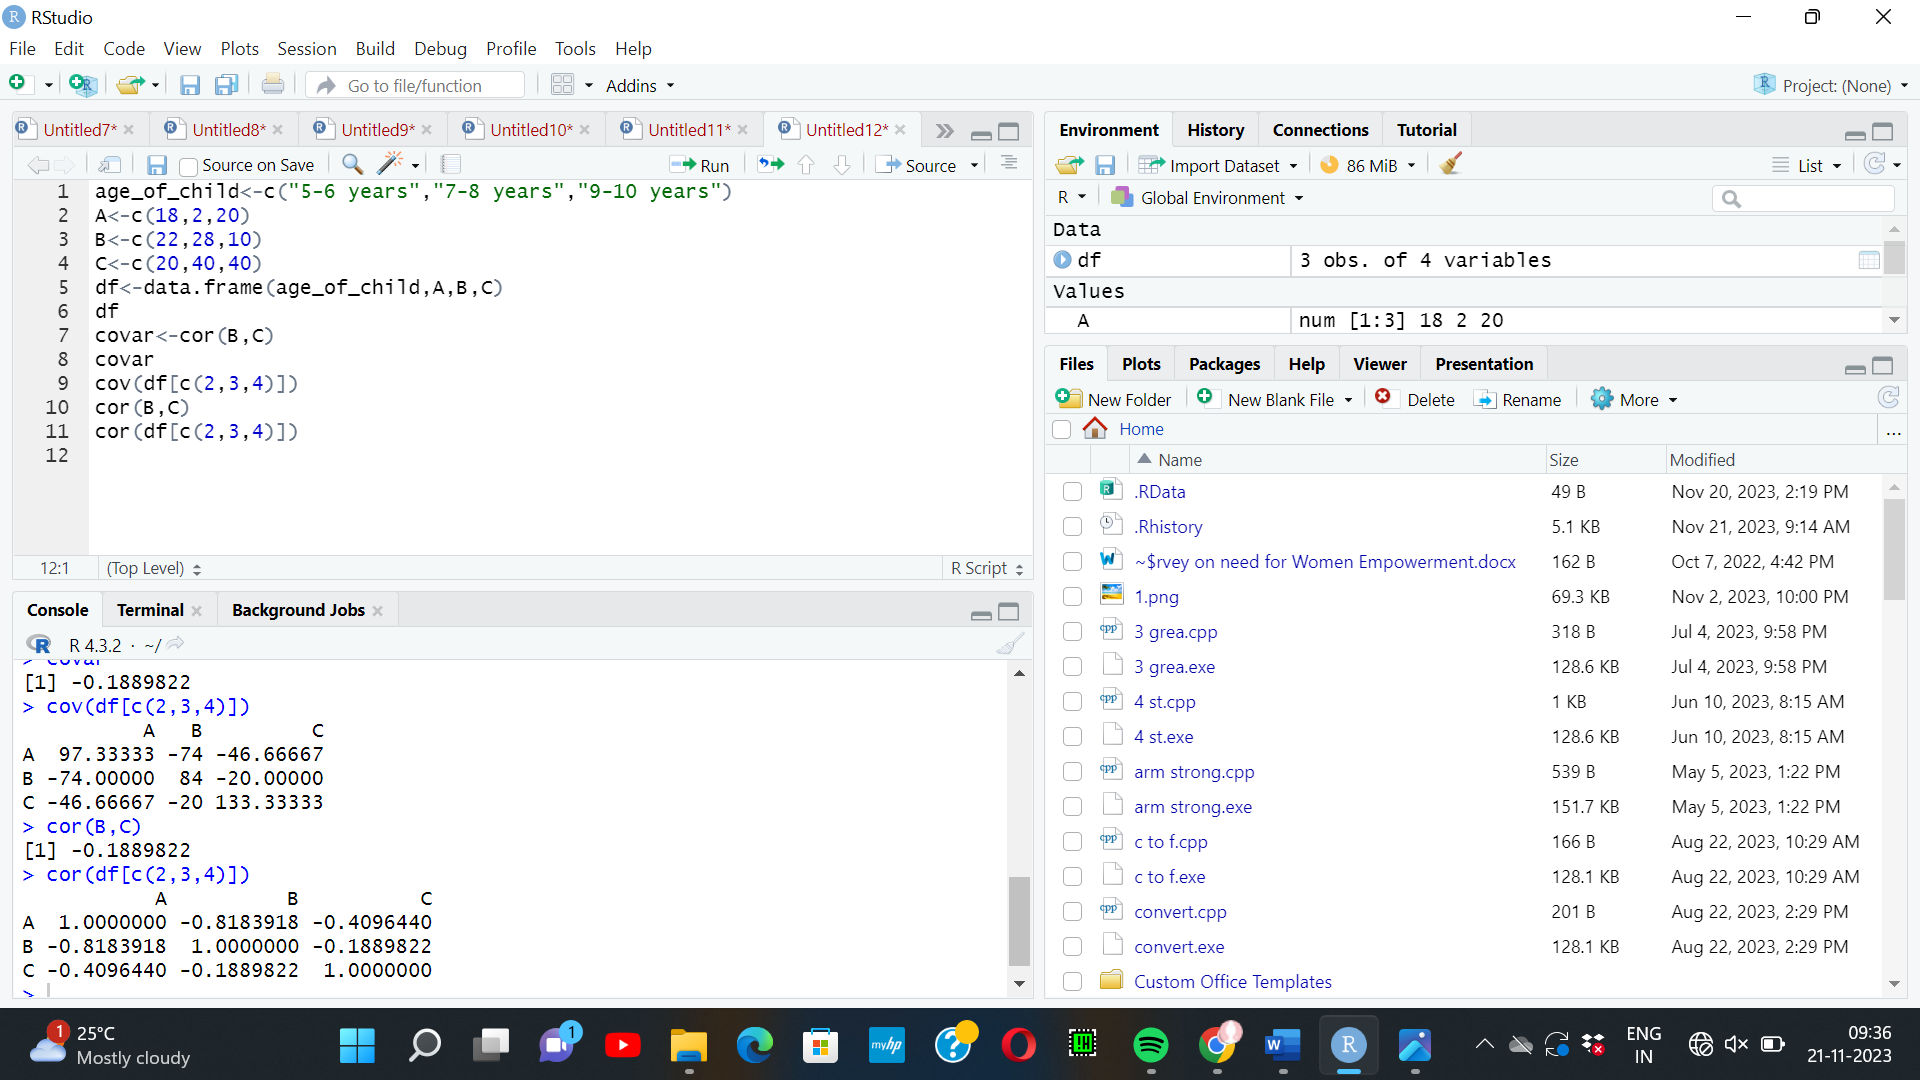 RStudio
File Edit Code View Plots Session Build Debug Profile Tools Help
Go to file/function Addins Project: (None)
Untitled7* Untitled8* Untitled9* Untitled10* Untitled11* Untitled12*
Source on Save Run Source
1 age_of_child<-c("5-6 years","7-8 years","9-10 years")
2 A<-c(18,2,20)
3 B<-c(22,28,10)
4 C<-c(20,40,40)
5 df<-data.frame(age_of_child,A,B,C)
6 df
7 covar<-cor(B,C)
8 covar
9 cov(df[c(2,3,4)])
10 cor(B,C)
11 cor(df[c(2,3,4)])
12
12:1 (Top Level) R Script
Console Terminal Background Jobs
R 4.3.2 · ~/
> covar
[1] -0.1889822
> cov(df[c(2,3,4)])
A B C
A 97.33333 -74 -46.66667
B -74.00000 84 -20.00000
C -46.66667 -20 133.33333
> cor(B,C)
[1] -0.1889822
> cor(df[c(2,3,4)])
A B C
A 1.0000000 -0.8183918 -0.4096440
B -0.8183918 1.0000000 -0.1889822
C -0.4096440 -0.1889822 1.0000000
>
Environment History Connections Tutorial
Import Dataset 86 MiB List
R Global Environment
Data
df 3 obs. of 4 variables
Values
A num [1:3] 18 2 20
Files Plots Packages Help Viewer Presentation
New Folder New Blank File Delete Rename More
Home ...
Name Size Modified
.RData 49 B Nov 20, 2023, 2:19 PM
.Rhistory 5.1 KB Nov 21, 2023, 9:14 AM
~$rvey on need for Women Empowerment.docx 162 B Oct 7, 2022, 4:42 PM
1.png 69.3 KB Nov 2, 2023, 10:00 PM
3 grea.cpp 318 B Jul 4, 2023, 9:58 PM
3 grea.exe 128.6 KB Jul 4, 2023, 9:58 PM
4 st.cpp 1 KB Jun 10, 2023, 8:15 AM
4 st.exe 128.6 KB Jun 10, 2023, 8:15 AM
arm strong.cpp 539 B May 5, 2023, 1:22 PM
arm strong.exe 151.7 KB May 5, 2023, 1:22 PM
c to f.cpp 166 B Aug 22, 2023, 10:29 AM
c to f.exe 128.1 KB Aug 22, 2023, 10:29 AM
convert.cpp 201 B Aug 22, 2023, 2:29 PM
convert.exe 128.1 KB Aug 22, 2023, 2:29 PM
Custom Office Templates
1 25°C
Mostly cloudy
1
myhp
ENG
IN
09:36
21-11-2023